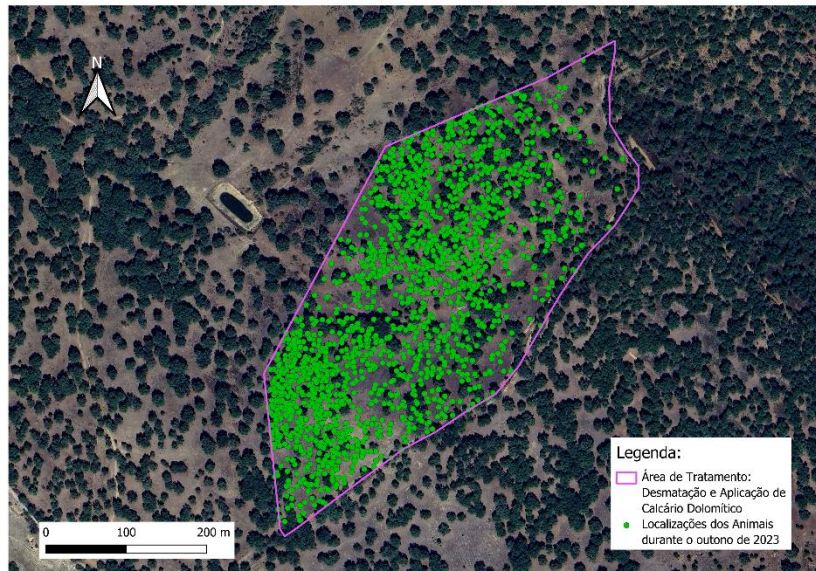 N
Legenda:
Área de Tratamento:
Desmatação e Aplicação de
Calcário Dolomítico
Localizações dos Animais
durante o outono de 2023
0 100 200 m